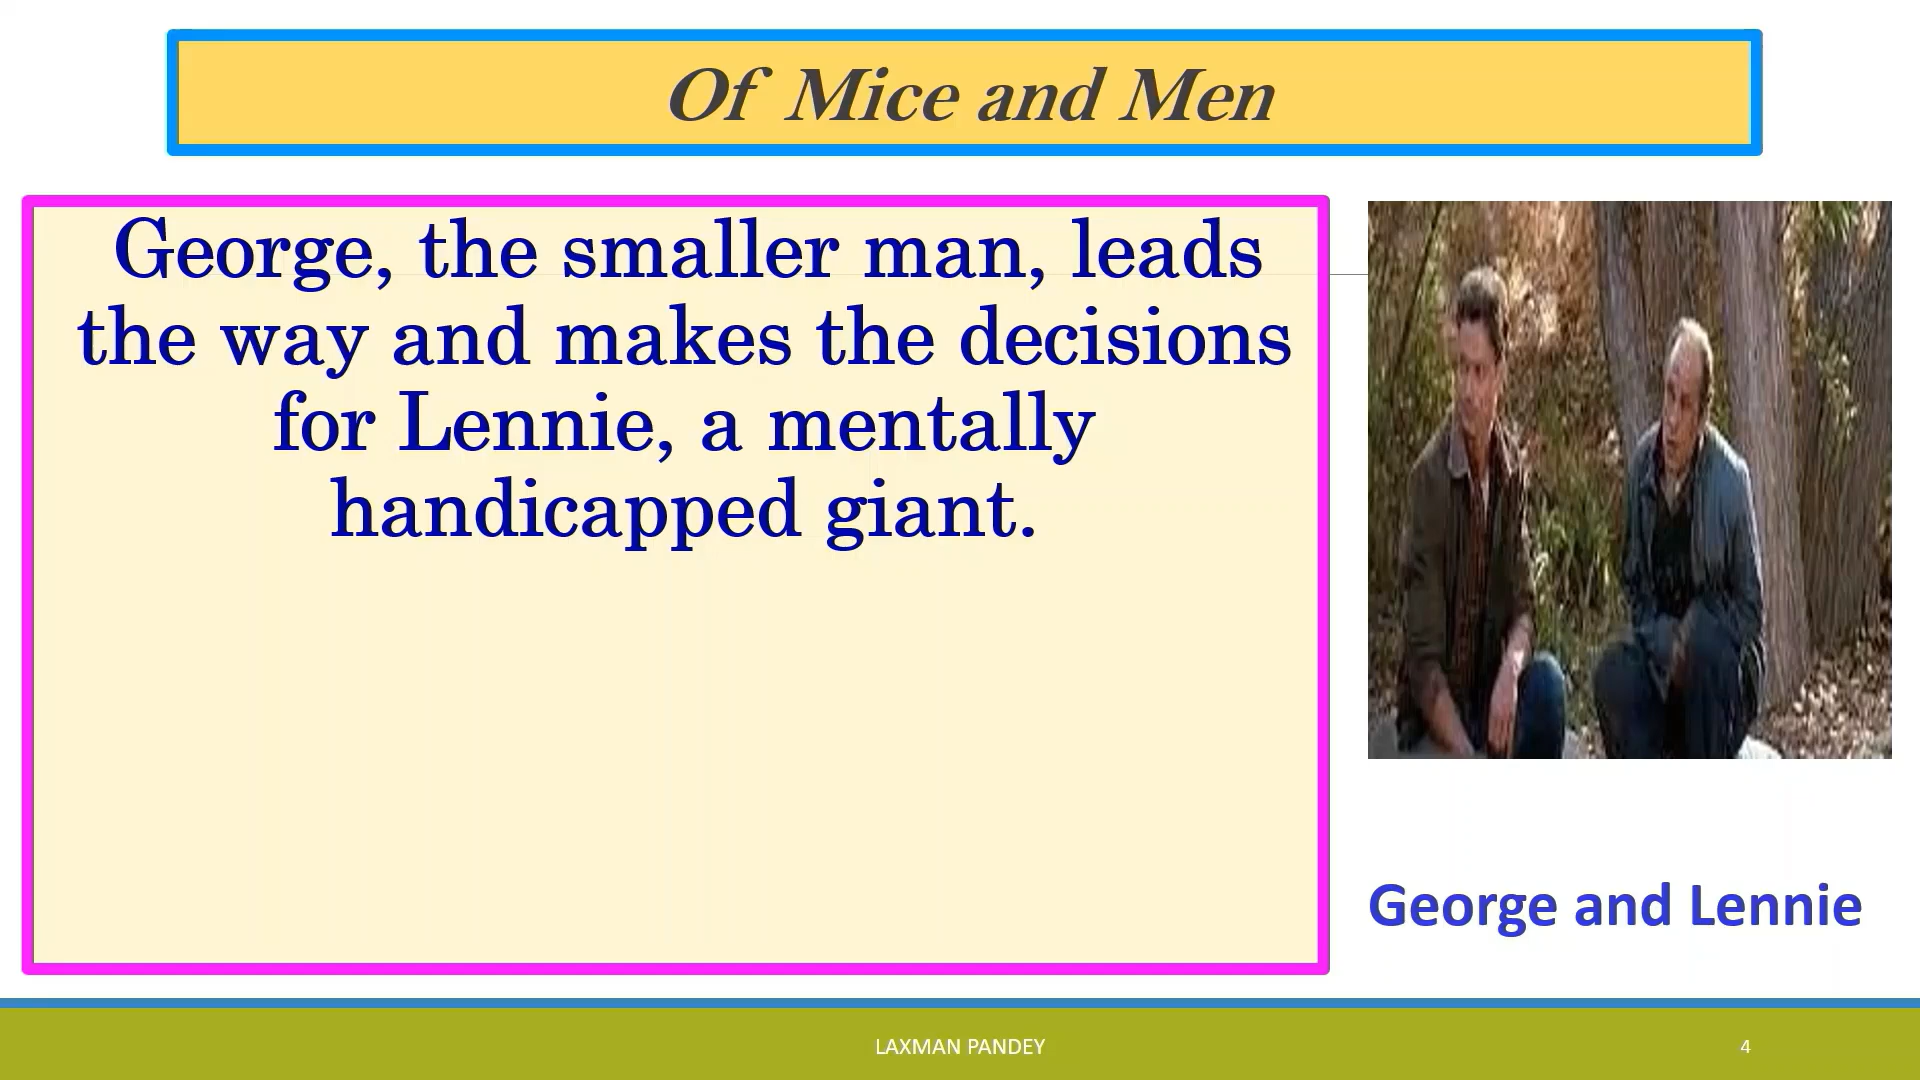 Of Mice and Men
George, the smaller man, leads
the way and makes the decisions
for Lennie, a mentally
handicapped giant.
George and Lennie
LAXMAN PANDEY
4